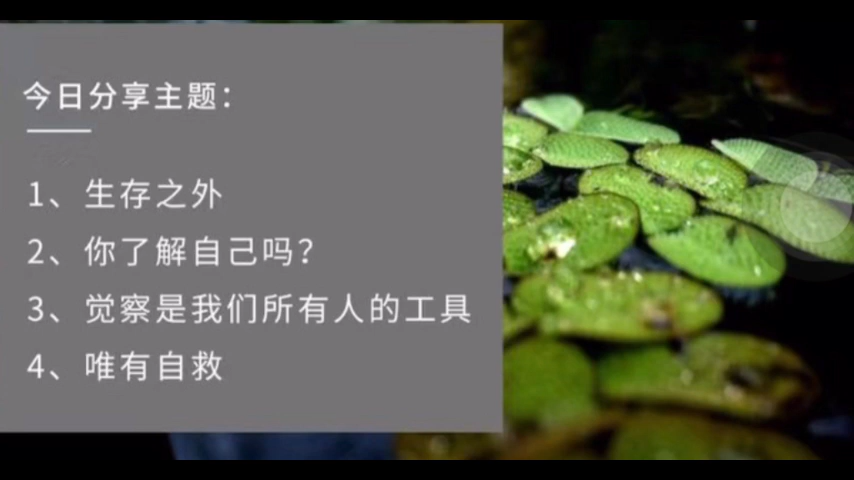 今日分享主题：
1、生存之外
2、你了解自己吗？
3、觉察是我们所有人的工具
4、唯有自救